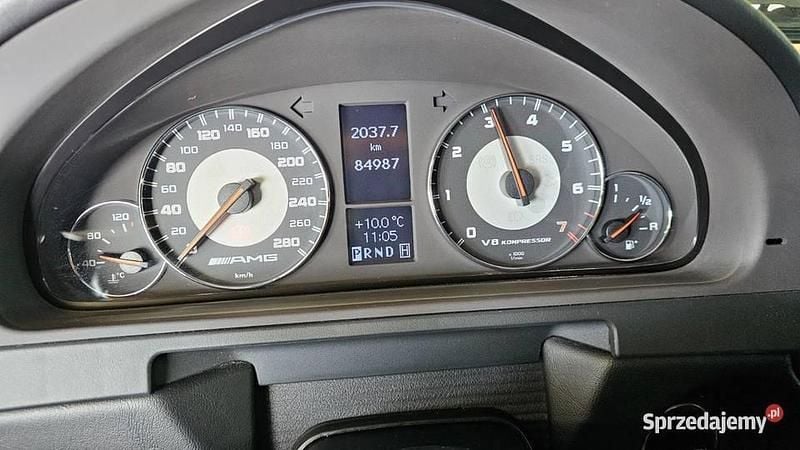 2037.7
km
84987
+10.0°C
11:05
PRND H
40 80 120
°C
20 40 60 80 100 120 140 160 180 200 220 240 260 280
AMG
km/h
0 1 2 3 4 5 6 7
V8 KOMPRESSOR
x 1000
1/min
SRS
1 1/2 R
Sprzedajemy.pl